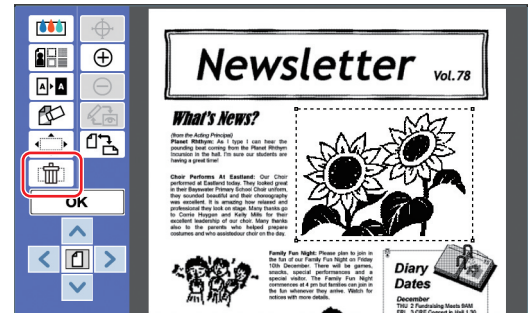 Newsletter Vol. 78
What's News?
(from the Acting Principal)
Planet Rhthym: As I type I can hear the
pounding beat coming from the Planet Rhthym
Incursion in the hall. I'm sure our students are
having a great time!
Choir Performs At Eastland: Our Choir
performed at Eastland today. They looked great
in their Bayswater Primary School Choir uniform,
they sounded beautiful and their choreography
was excellent. It is amazing how relaxed and
professional they look on stage. Many thanks go
to Corrie Huygen and Kelly Mills for their
excellent leadership of our choir. Many thanks
also to the parents who helped prepare
costumes and who assistedour choir on the day.
Family Fun Night: Please plan to join in
the fun of our Family Fun Night on Friday
10th December. There will be games,
snacks, special performances and a
special visitor. The Family Fun Night
commences at 4 pm but families can join in
the fun whenever they arrive. Watch for
notices with more details.
Diary
Dates
December
THU 2 Fundraising Meets 9AM
A A
OK